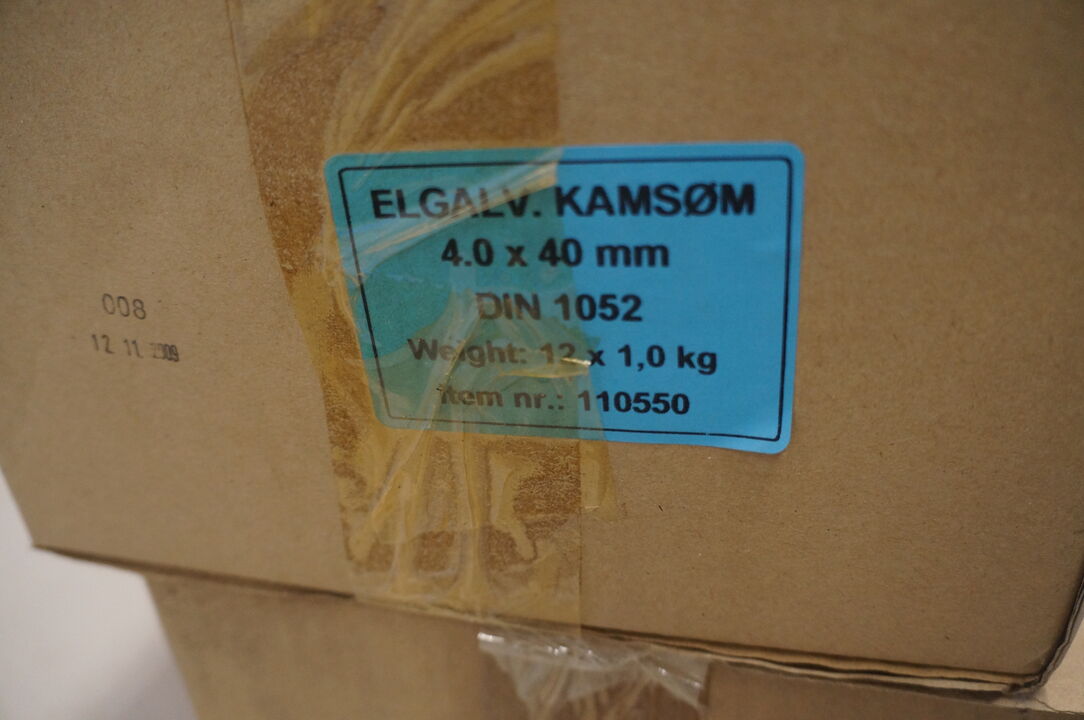 ELGALV. KAMSØM
4.0 x 40 mm
DIN 1052
Weight: 12 x 1,0 kg
Item nr.: 110550
008
12 11 2009